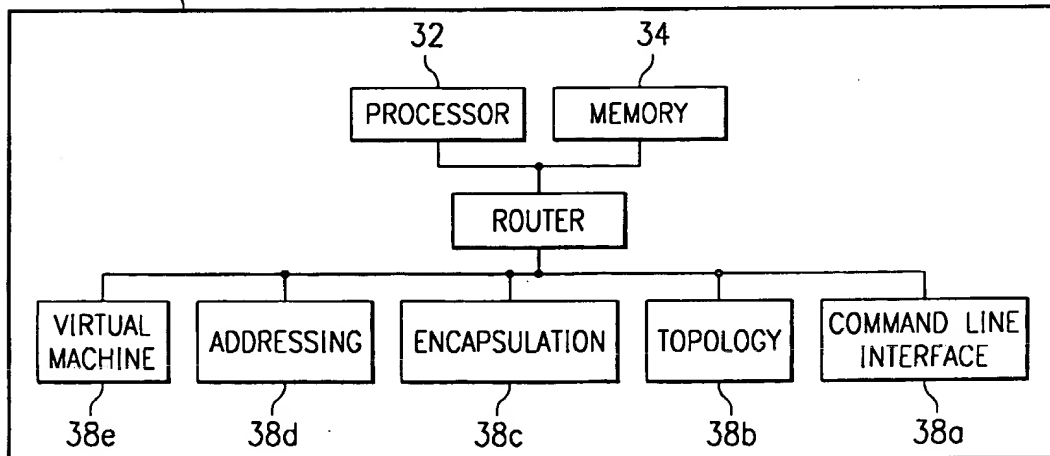 32 34
PROCESSOR MEMORY
ROUTER
VIRTUAL MACHINE ADDRESSING ENCAPSULATION TOPOLOGY COMMAND LINE INTERFACE
38e 38d 38c 38b 38a